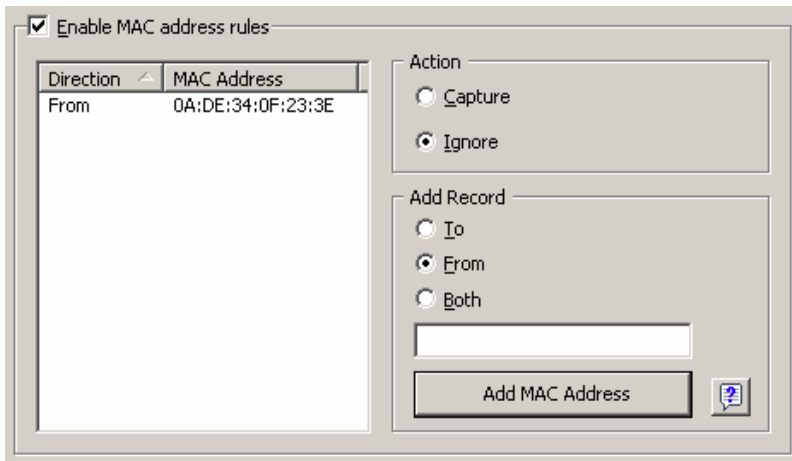 Enable MAC address rules
Direction MAC Address
From 0A:DE:34:0F:23:3E
Action
Capture
Ignore
Add Record
To
From
Both
Add MAC Address
?